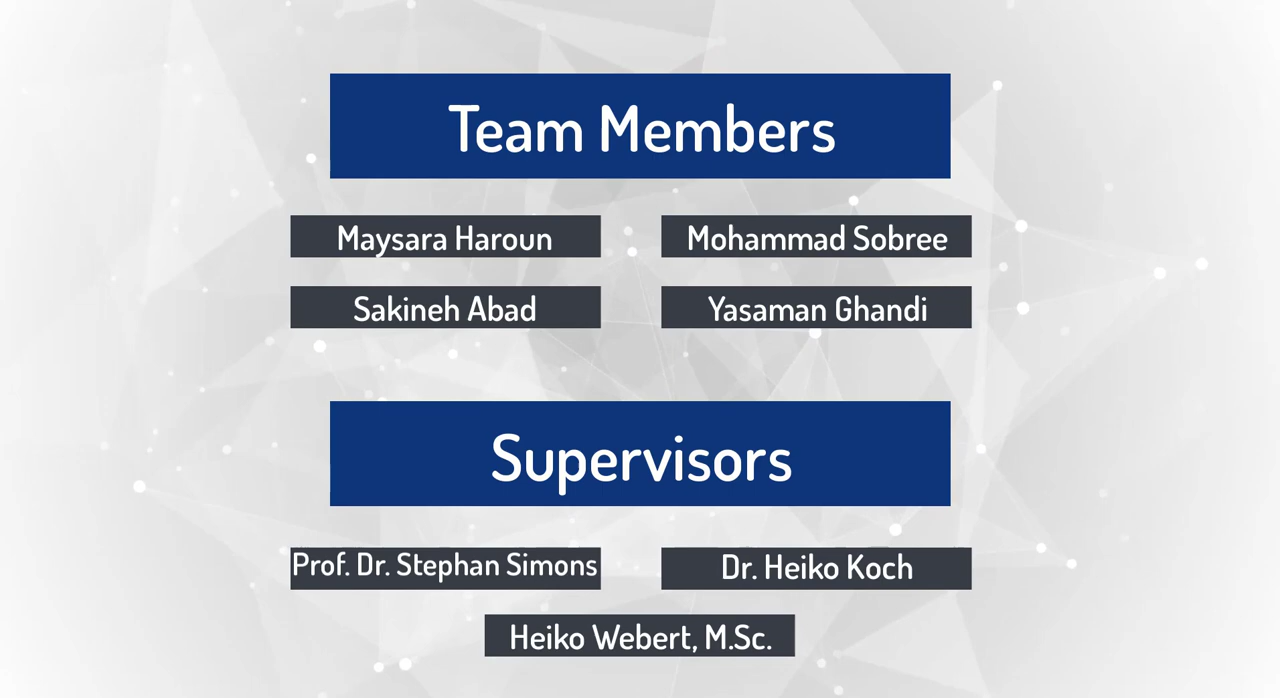 Team Members
Maysara Haroun
Mohammad Sobree
Sakineh Abad
Yasaman Ghandi
Supervisors
Prof. Dr. Stephan Simons
Dr. Heiko Koch
Heiko Webert, M.Sc.